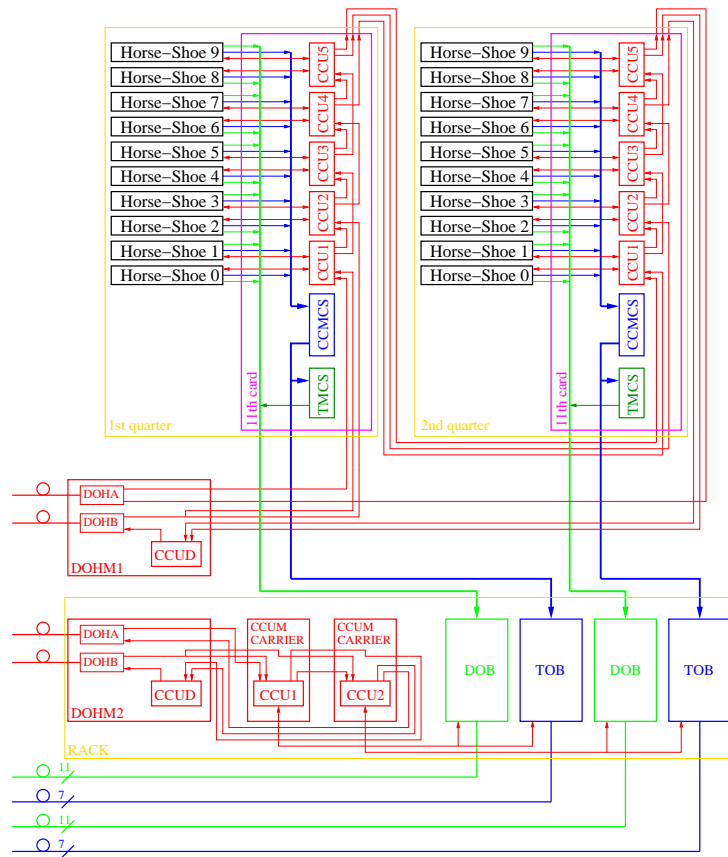 Horse−Shoe 9
Horse−Shoe 8
Horse−Shoe 7
Horse−Shoe 6
Horse−Shoe 5
Horse−Shoe 4
Horse−Shoe 3
Horse−Shoe 2
Horse−Shoe 1
Horse−Shoe 0
CCU5
CCU4
CCU3
CCU2
CCU1
CCMCS
TMCS
11th card
1st quarter
Horse−Shoe 9
Horse−Shoe 8
Horse−Shoe 7
Horse−Shoe 6
Horse−Shoe 5
Horse−Shoe 4
Horse−Shoe 3
Horse−Shoe 2
Horse−Shoe 1
Horse−Shoe 0
CCU5
CCU4
CCU3
CCU2
CCU1
CCMCS
TMCS
11th card
2nd quarter
DOHA
DOHB
CCUD
DOHM1
DOHA
DOHB
CCUD
DOHM2
CCUM
CARRIER
CCU1
CCUM
CARRIER
CCU2
DOB
TOB
DOB
TOB
RACK
11
7
11
7